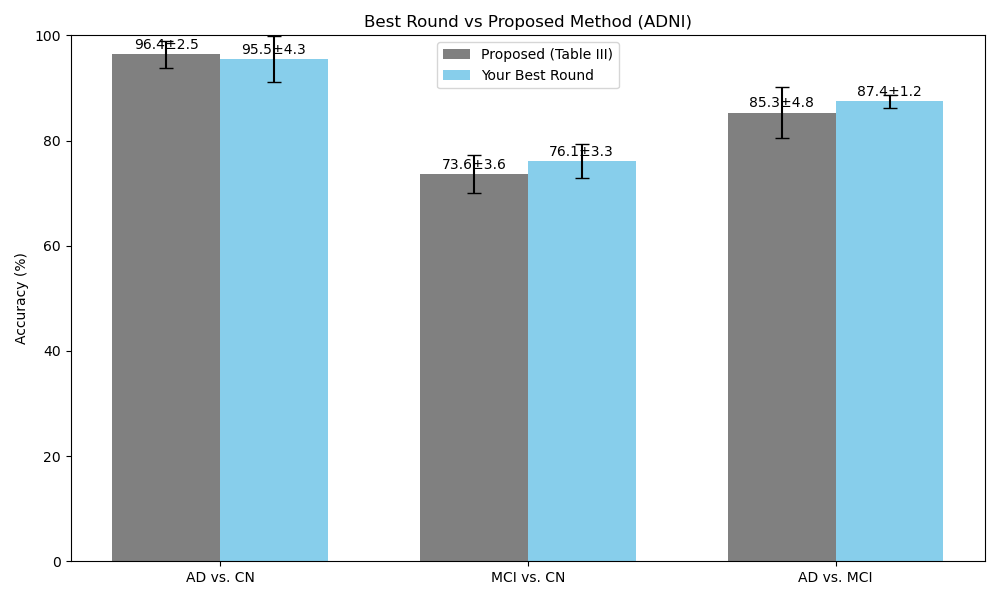 Best Round vs Proposed Method (ADNI)
Proposed (Table III)
Your Best Round
Accuracy (%)
100
80
60
40
20
0
96.4±2.5
95.5±4.3
73.6±3.6
76.1±3.3
85.3±4.8
87.4±1.2
AD vs. CN
MCI vs. CN
AD vs. MCI